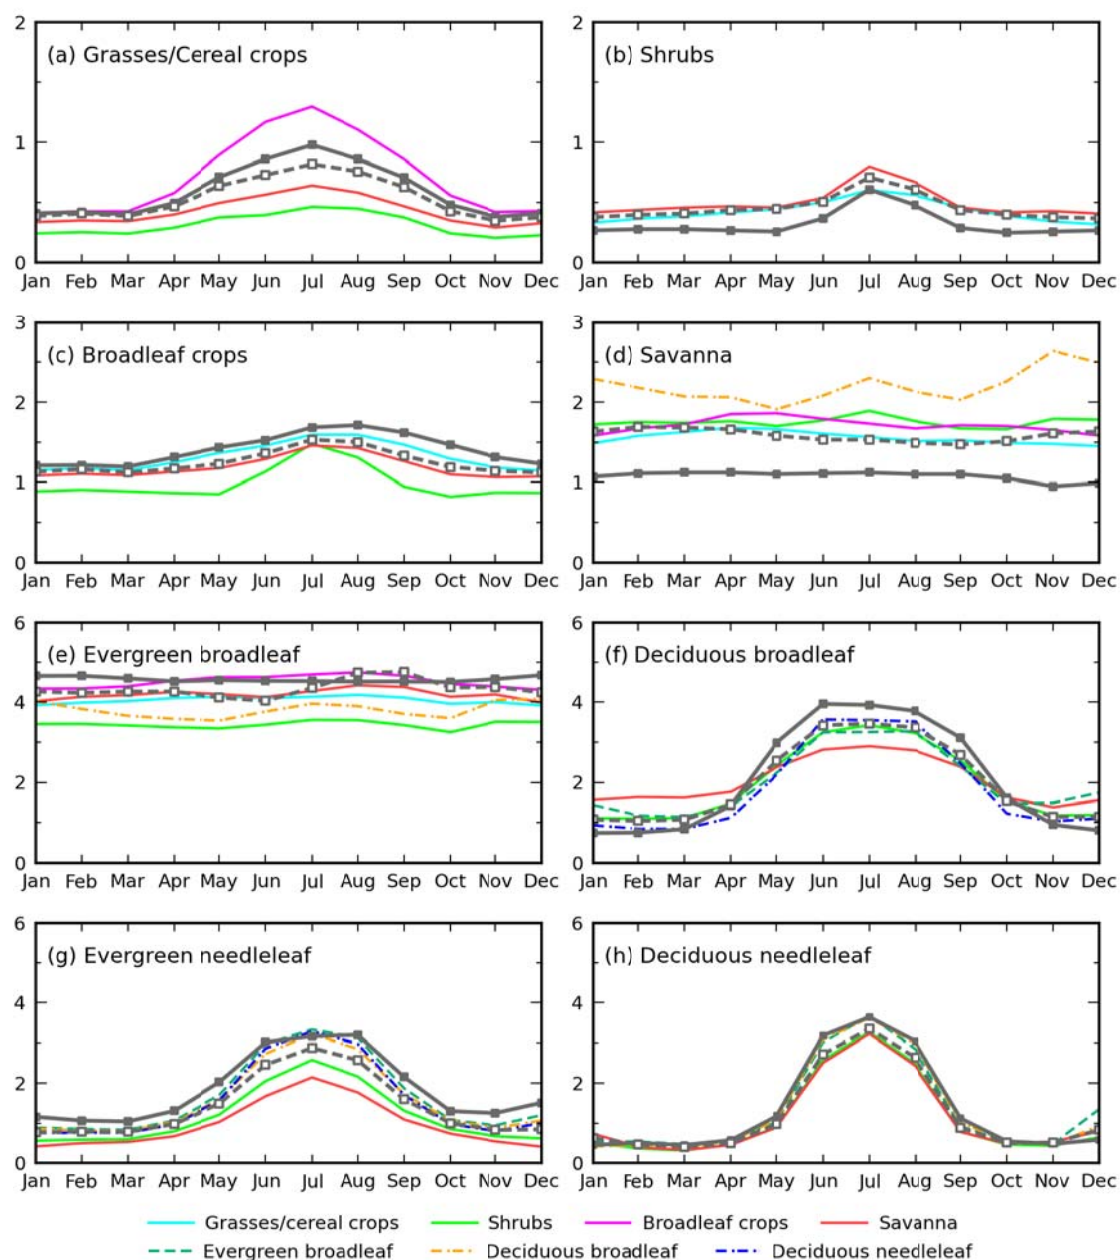 2 2
(a) Grasses/Cereal crops (b) Shrubs
1 1
0 0
Jan Feb Mar Apr May Jun Jul Aug Sep Oct Nov Dec Jan Feb Mar Apr May Jun Jul Aug Sep Oct Nov Dec
3 3
(c) Broadleaf crops (d) Savanna
2 2
1 1
0 0
Jan Feb Mar Apr May Jun Jul Aug Sep Oct Nov Dec Jan Feb Mar Apr May Jun Jul Aug Sep Oct Nov Dec
6 6
(e) Evergreen broadleaf (f) Deciduous broadleaf
4 4
2 2
0 0
Jan Feb Mar Apr May Jun Jul Aug Sep Oct Nov Dec Jan Feb Mar Apr May Jun Jul Aug Sep Oct Nov Dec
6 6
(g) Evergreen needleleaf (h) Deciduous needleleaf
4 4
2 2
0 0
Jan Feb Mar Apr May Jun Jul Aug Sep Oct Nov Dec Jan Feb Mar Apr May Jun Jul Aug Sep Oct Nov Dec
Grasses/cereal crops Shrubs Broadleaf crops Savanna
Evergreen broadleaf Deciduous broadleaf Deciduous needleleaf